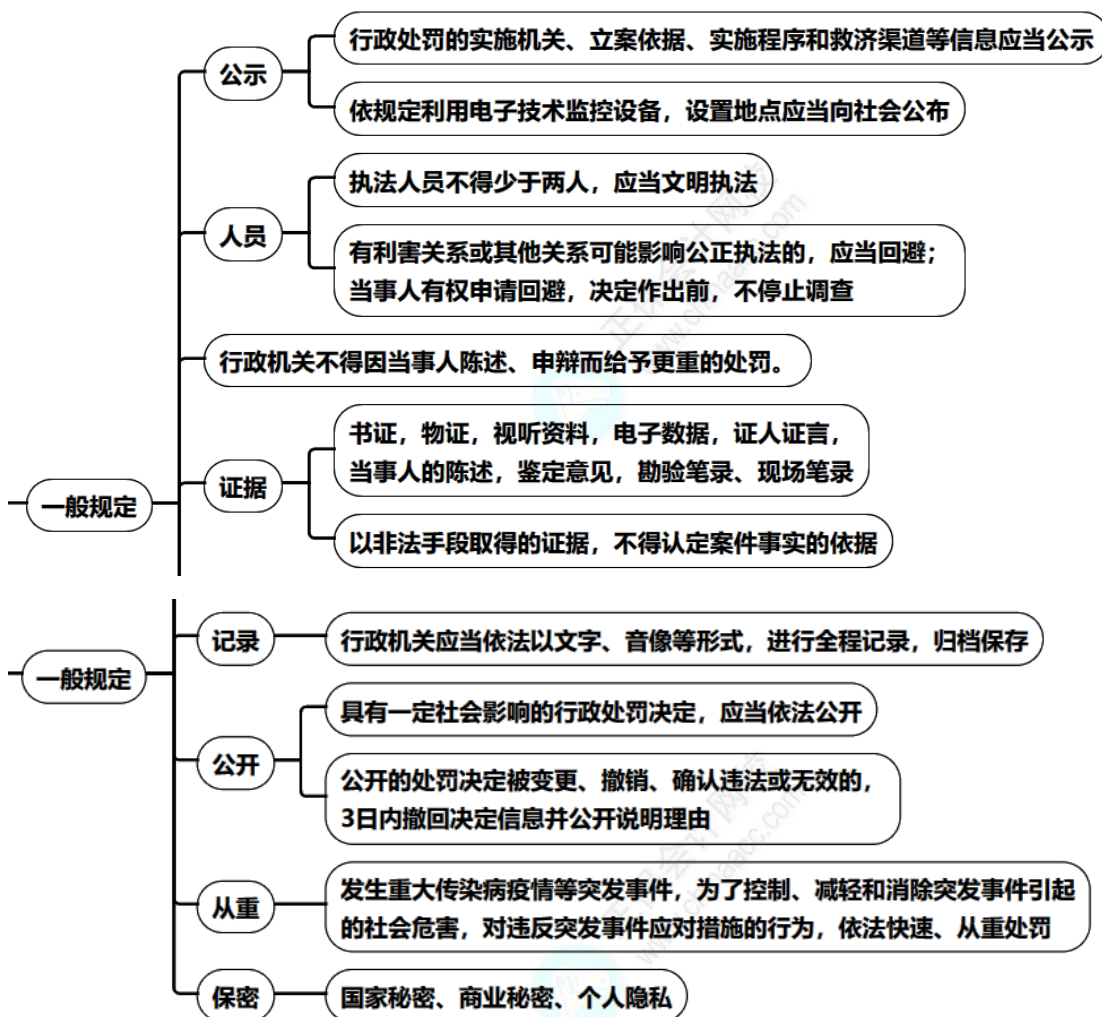 公示
行政处罚的实施机关、立案依据、实施程序和救济渠道等信息应当公示
依规定利用电子技术监控设备，设置地点应当向社会公布
人员
执法人员不得少于两人，应当文明执法
有利害关系或其他关系可能影响公正执法的，应当回避；
当事人有权申请回避，决定作出前，不停止调查
行政机关不得因当事人陈述、申辩而给予更重的处罚。
一般规定
证据
书证，物证，视听资料，电子数据，证人证言，
当事人的陈述，鉴定意见，勘验笔录、现场笔录
以非法手段取得的证据，不得认定案件事实的依据
正保会计网校
www.chinaacc.com
一般规定
记录
行政机关应当依法以文字、音像等形式，进行全程记录，归档保存
公开
具有一定社会影响的行政处罚决定，应当依法公开
公开的处罚决定被变更、撤销、确认违法或无效的，
3日内撤回决定信息并公开说明理由
从重
发生重大传染病疫情等突发事件，为了控制、减轻和消除突发事件引起
的社会危害，对违反突发事件应对措施的行为，依法快速、从重处罚
保密
国家秘密、商业秘密、个人隐私
正保会计网校
www.chinaacc.com